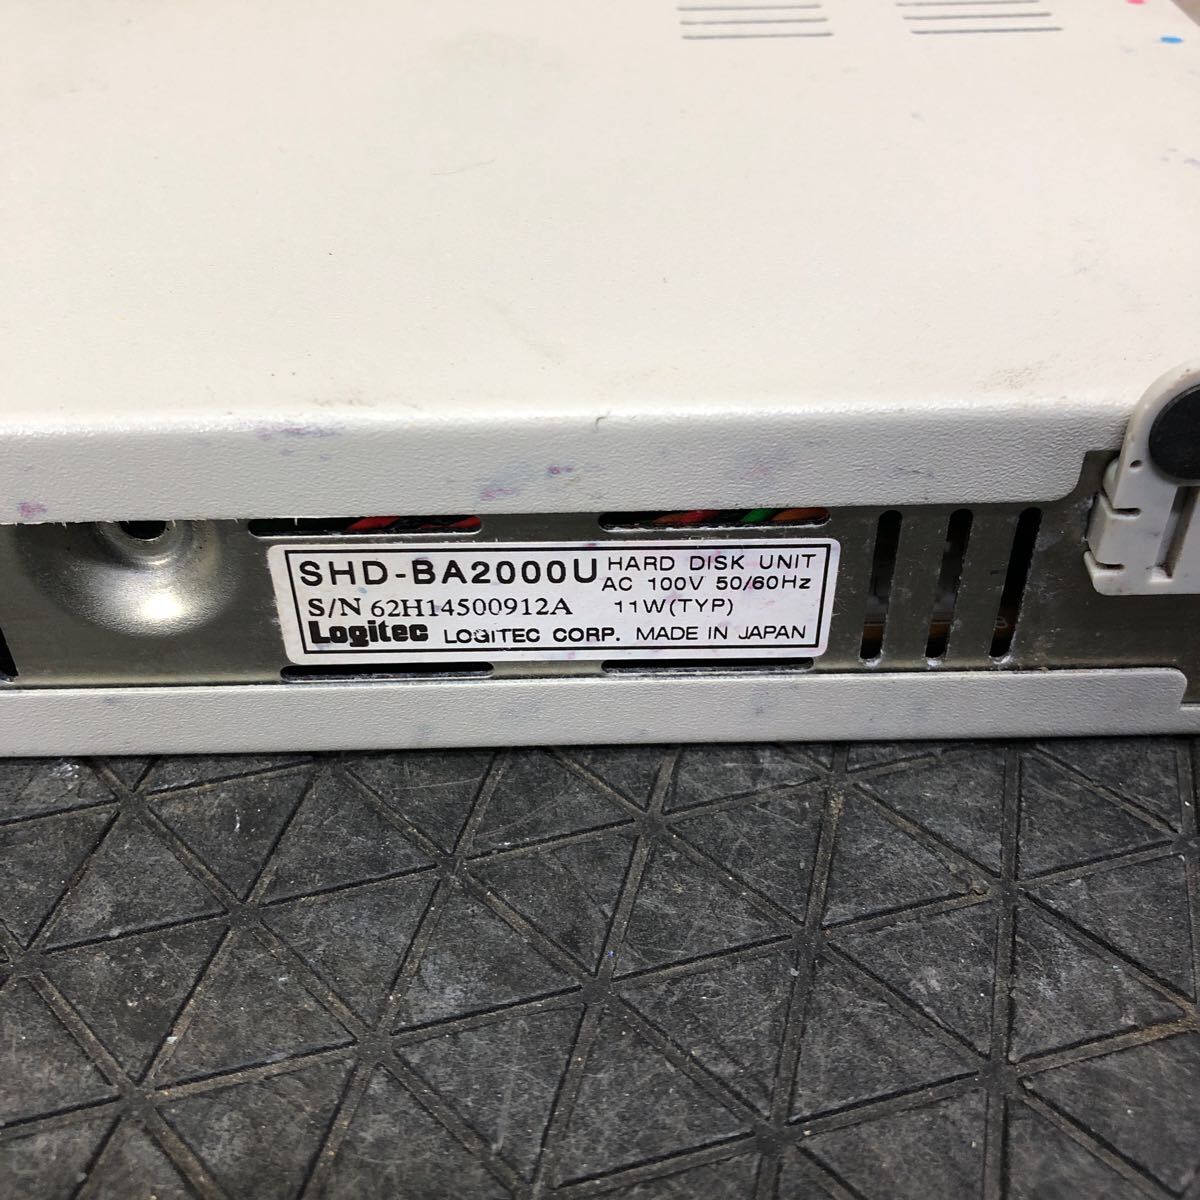 SHD-BA2000U HARD DISK UNIT
AC 100V 50/60Hz
S/N 62H14500912A 11W(TYP)
Logitec LOGITEC CORP. MADE IN JAPAN